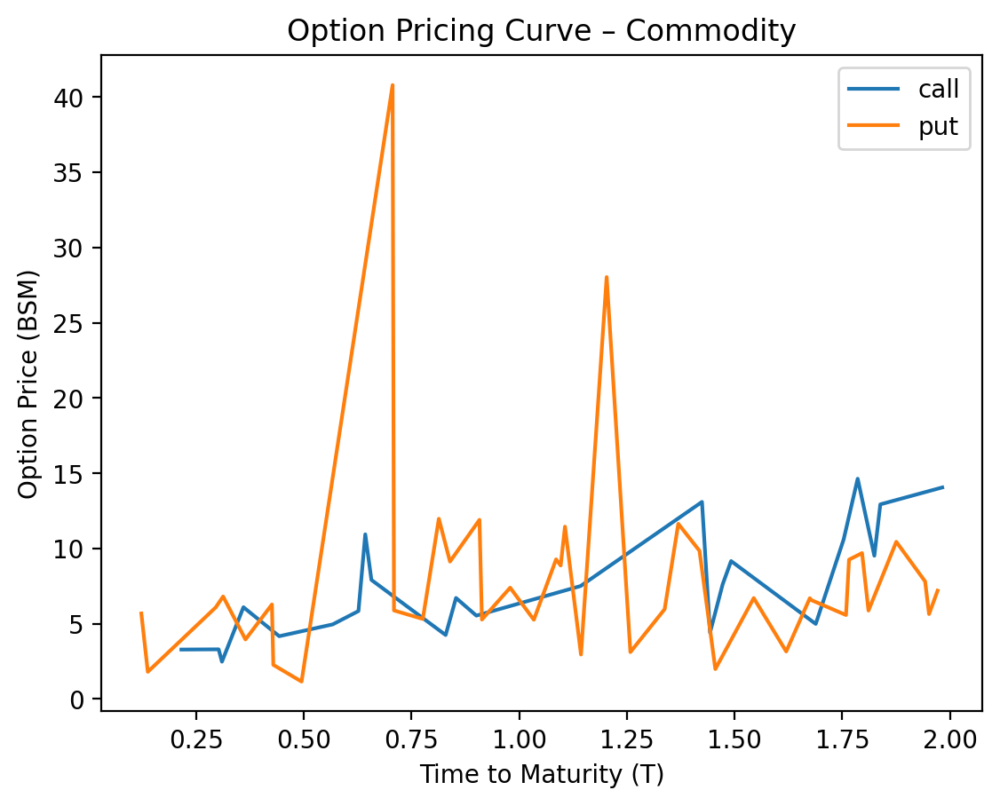 Option Pricing Curve – Commodity
call
put
Option Price (BSM)
40
35
30
25
20
15
10
5
0
0.25 0.50 0.75 1.00 1.25 1.50 1.75 2.00
Time to Maturity (T)